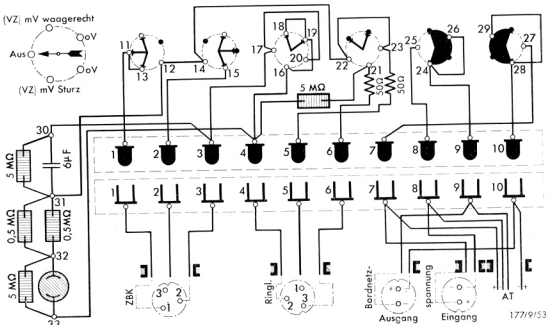 (VZ) mV waagerecht
oV
Aus
oV
(VZ) mV Sturz
11
13
12
14
15
17
18
19
20
16
22
21
23
50Ω
50Ω
5 MΩ
25
26
24
29
27
28
30
5 MΩ
6µF
31
0,5 MΩ
0,5MΩ
32
5 MΩ
33
1
2
3
4
5
6
7
8
9
10
1
2
3
4
5
6
7
8
9
10
ZBK
3
2
1
Ringl.
1
2
3
Bordnetz-
spannung
Ausgang
Eingang
AT
177/9/53